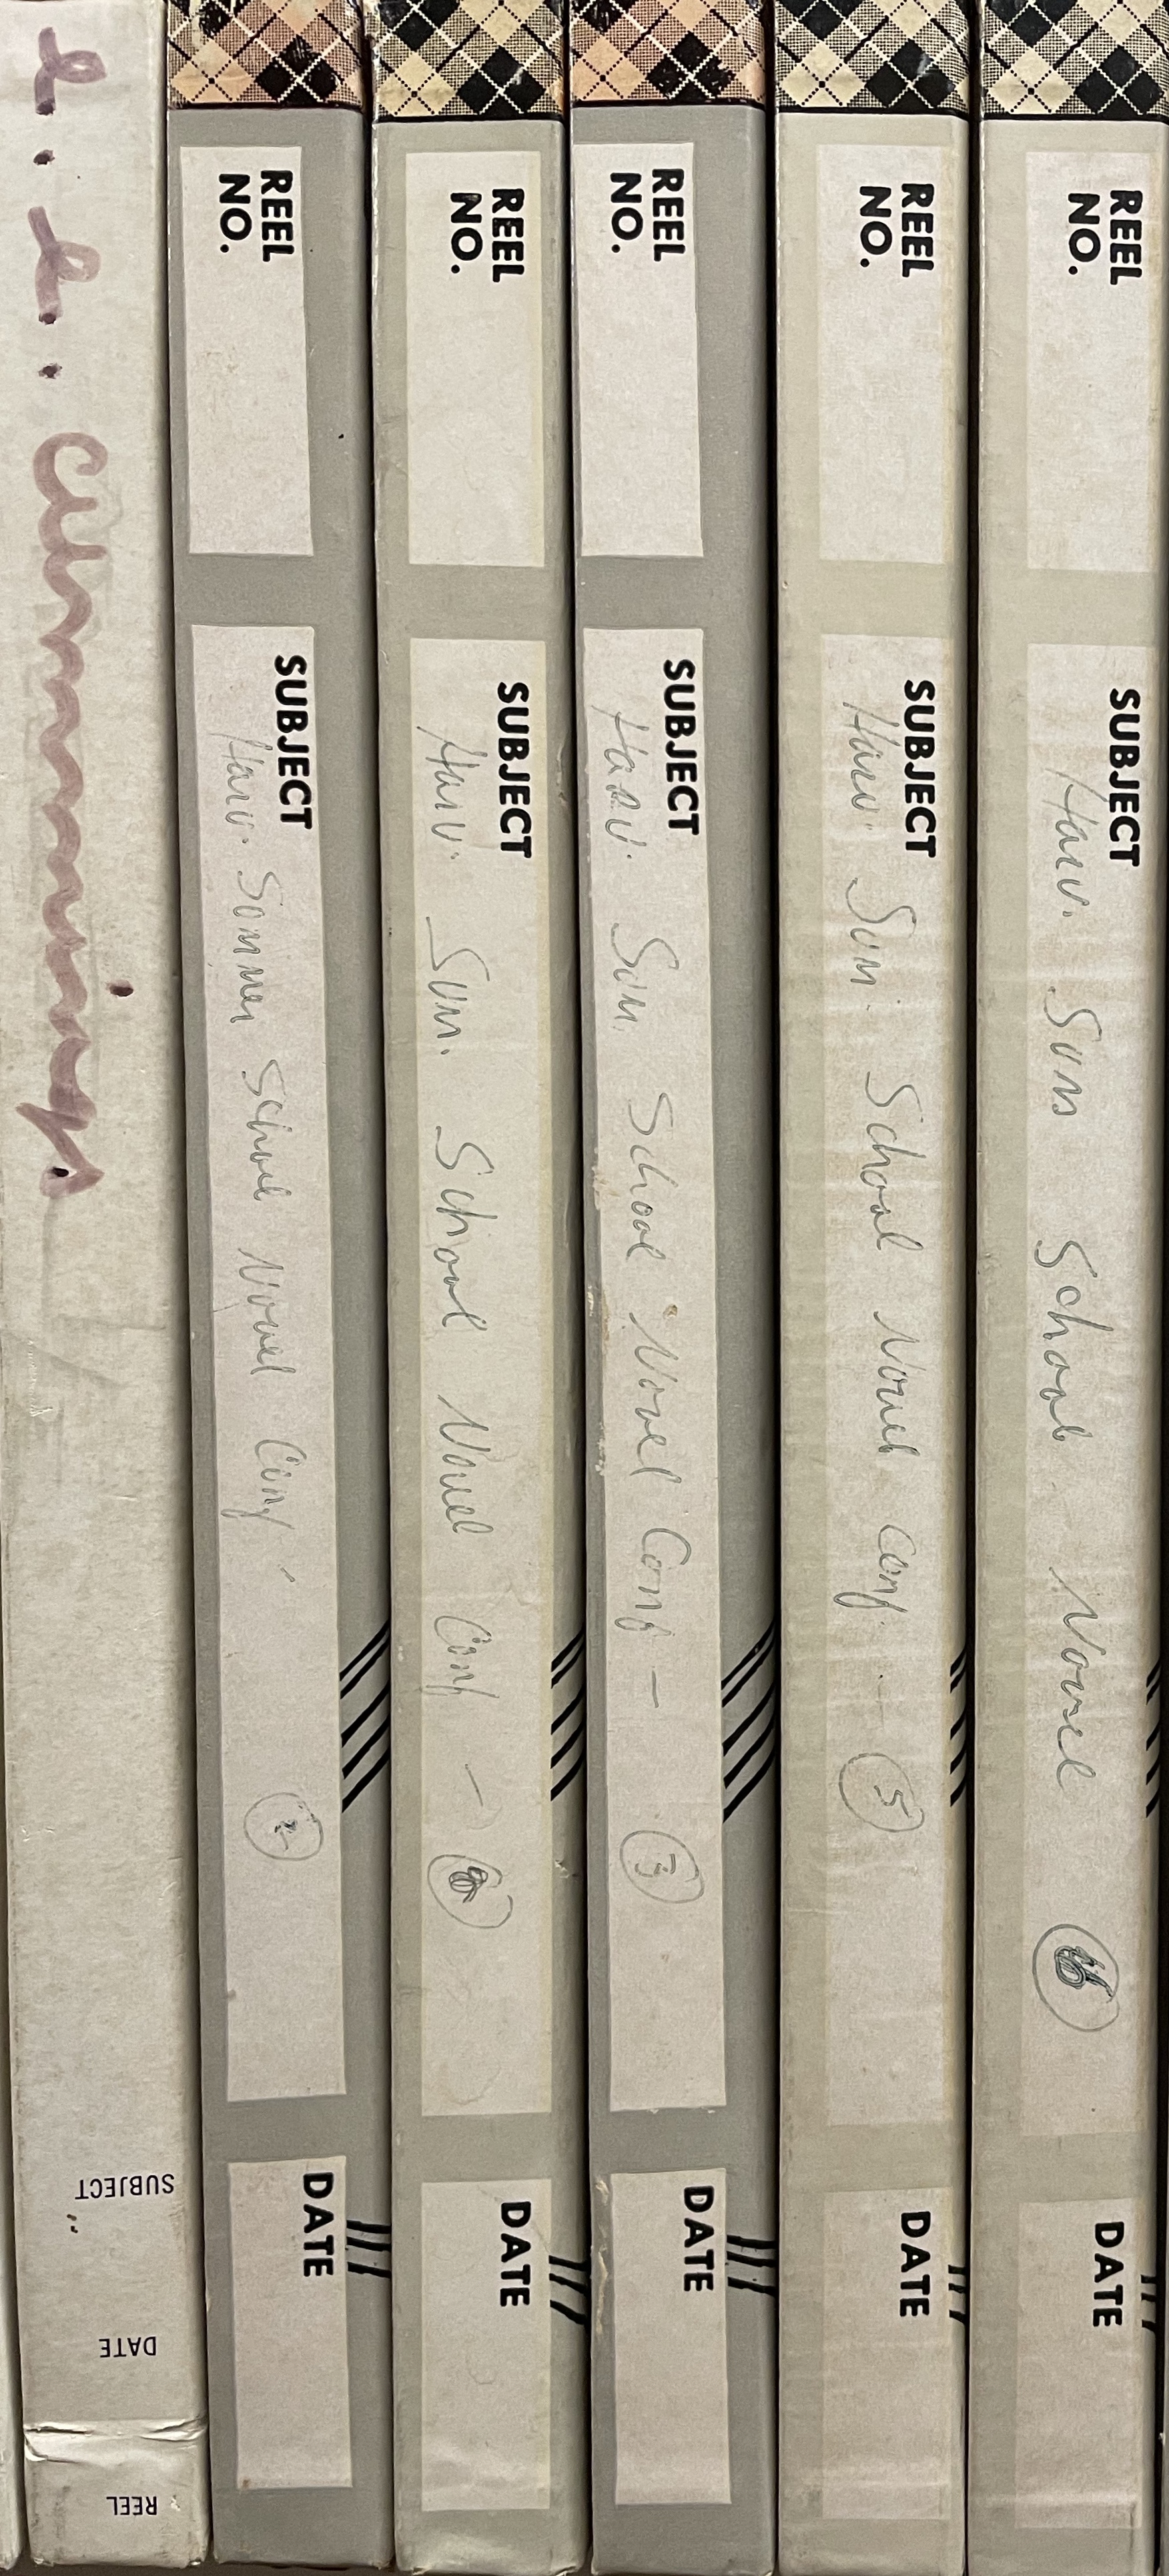 e. e. cummings
SUBJECT
DATE
REEL
REEL
NO.
SUBJECT
Harv. Summer School Novel Conf -
2
DATE
REEL
NO.
SUBJECT
Harv. Sum. School Novel Conf -
DATE
REEL
NO.
SUBJECT
Harv. Sum. School Novel Conf -
3
DATE
REEL
NO.
SUBJECT
Harv. Sum. School Novel Conf. -
5
DATE
REEL
NO.
SUBJECT
Harv. Sum School Novel
DATE